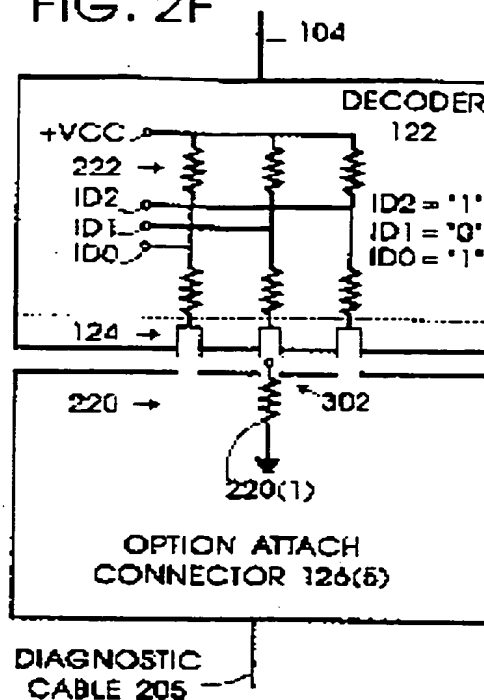 FIG. 2F
104
DECODER
122
+VCC
222
ID2
ID1
ID0
ID2 = "1"
ID1 = "0"
ID0 = "1"
124
220
302
220(1)
OPTION ATTACH
CONNECTOR 126(5)
DIAGNOSTIC
CABLE 205